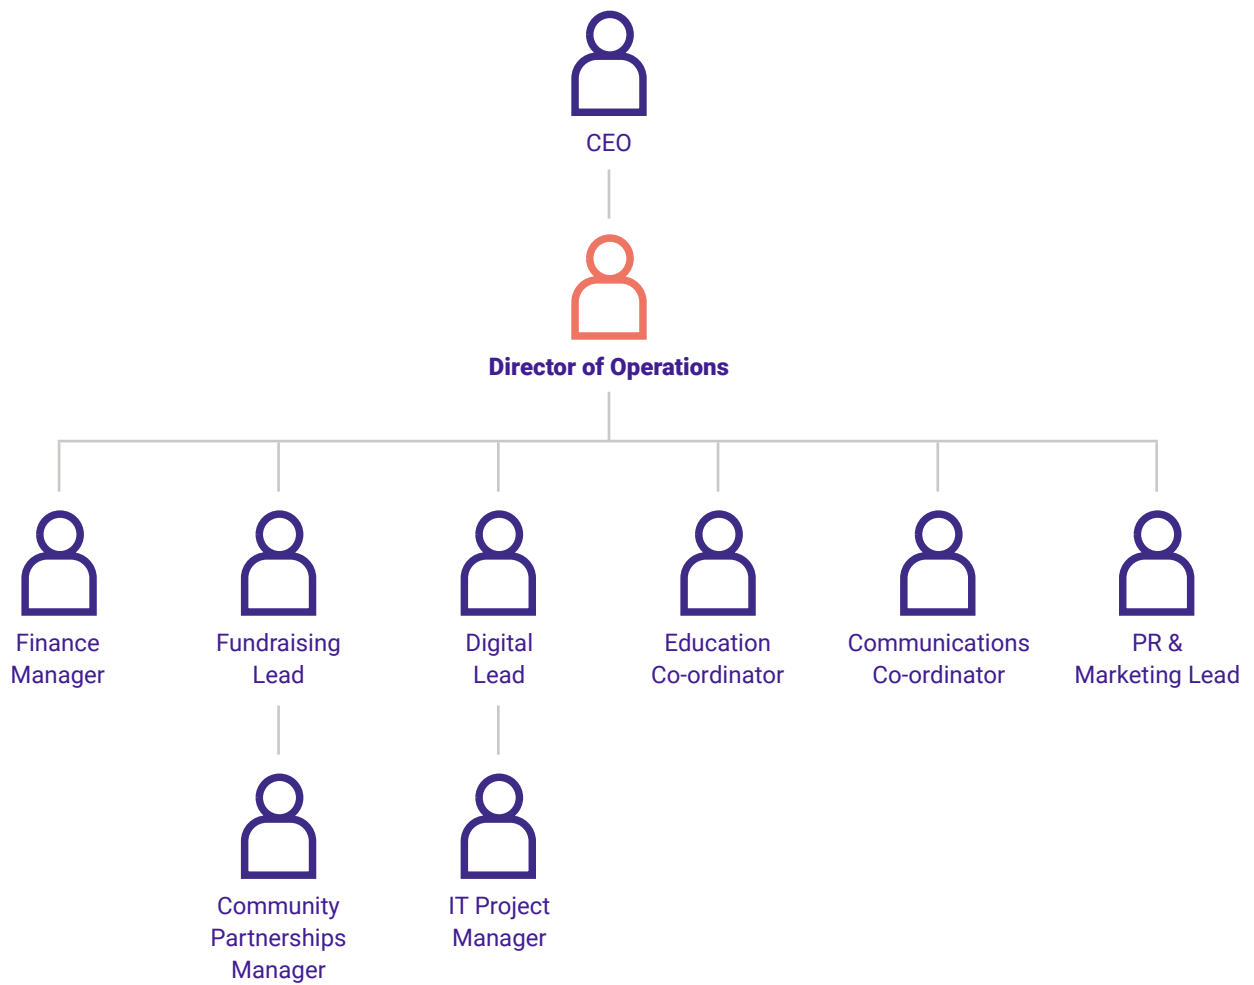 CEO
Director of Operations
Finance
Manager
Fundraising
Lead
Digital
Lead
Education
Co-ordinator
Communications
Co-ordinator
PR &
Marketing Lead
Community
Partnerships
Manager
IT Project
Manager